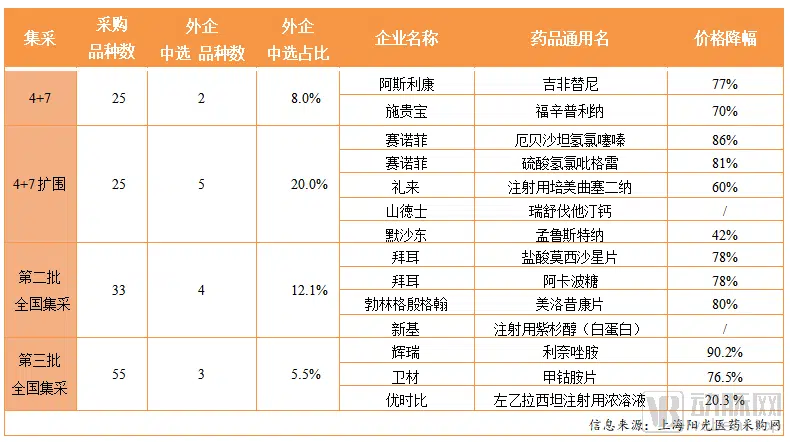 集采 采购品种数 外企中选 品种数 外企中选占比 企业名称 药品通用名 价格降幅
4+7 25 2 8.0% 阿斯利康 吉非替尼 77%
施贵宝 福辛普利纳 70%
4+7扩围 25 5 20.0% 赛诺菲 厄贝沙坦氢氯噻嗪 86%
赛诺菲 硫酸氢氯吡格雷 81%
礼来 注射用培美曲塞二纳 60%
山德士 瑞舒伐他汀钙 /
默沙东 孟鲁斯特纳 42%
第二批全国集采 33 4 12.1% 拜耳 盐酸莫西沙星片 78%
拜耳 阿卡波糖 78%
勃林格殷格翰 美洛昔康片 80%
新基 注射用紫杉醇（白蛋白） /
第三批全国集采 55 3 5.5% 辉瑞 利奈唑胺 90.2%
卫材 甲钴胺片 76.5%
优时比 左乙拉西坦注射用浓溶液 20.3%
信息来源：上海阳光医药采购网